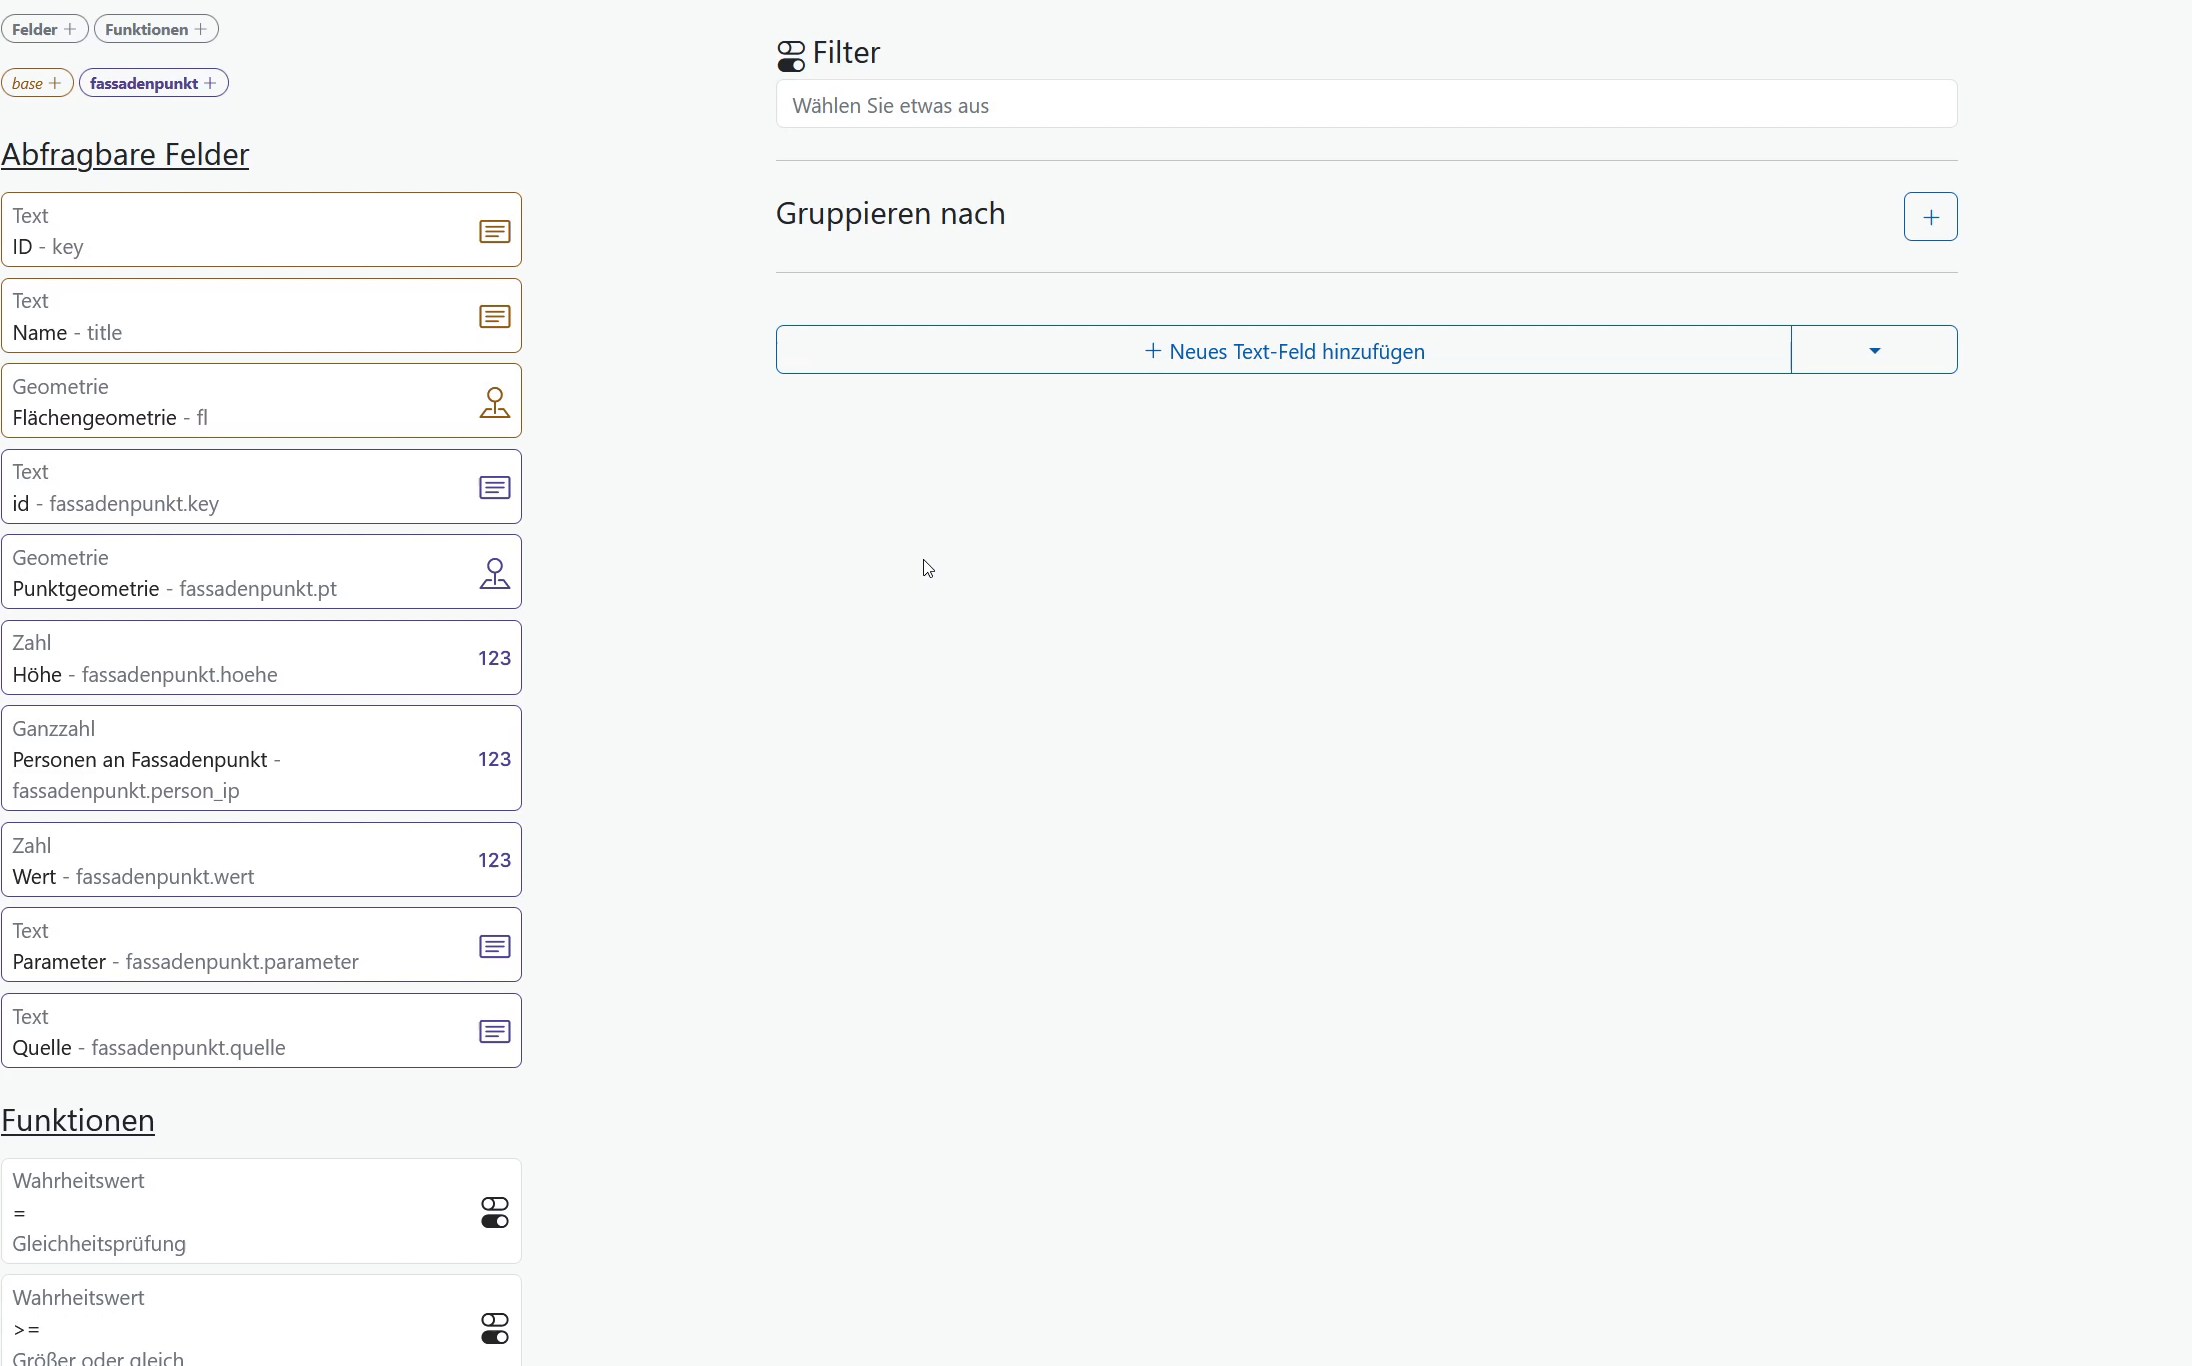 Felder + Funktionen +
base + fassadenpunkt +
Abfragbare Felder
Text
ID - key
Text
Name - title
Geometrie
Flächengeometrie - fl
Text
id - fassadenpunkt.key
Geometrie
Punktgeometrie - fassadenpunkt.pt
Zahl
Höhe - fassadenpunkt.hoehe
123
Ganzzahl
Personen an Fassadenpunkt -
fassadenpunkt.person_ip
123
Zahl
Wert - fassadenpunkt.wert
123
Text
Parameter - fassadenpunkt.parameter
Text
Quelle - fassadenpunkt.quelle
Funktionen
Wahrheitswert
=
Gleichheitsprüfung
Wahrheitswert
>=
Größer oder gleich
Filter
Wählen Sie etwas aus
Gruppieren nach
+
+ Neues Text-Feld hinzufügen